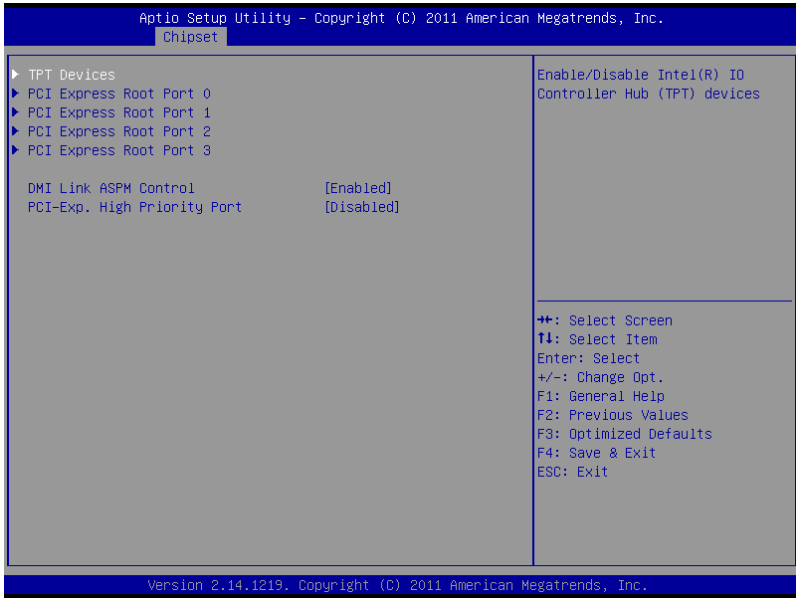 Aptio Setup Utility – Copyright (C) 2011 American Megatrends, Inc.
Chipset
TPT Devices
PCI Express Root Port 0
PCI Express Root Port 1
PCI Express Root Port 2
PCI Express Root Port 3
DMI Link ASPM Control [Enabled]
PCI-Exp. High Priority Port [Disabled]
Enable/Disable Intel(R) IO
Controller Hub (TPT) devices
→←: Select Screen
↑↓: Select Item
Enter: Select
+/-: Change Opt.
F1: General Help
F2: Previous Values
F3: Optimized Defaults
F4: Save & Exit
ESC: Exit
Version 2.14.1219. Copyright (C) 2011 American Megatrends, Inc.